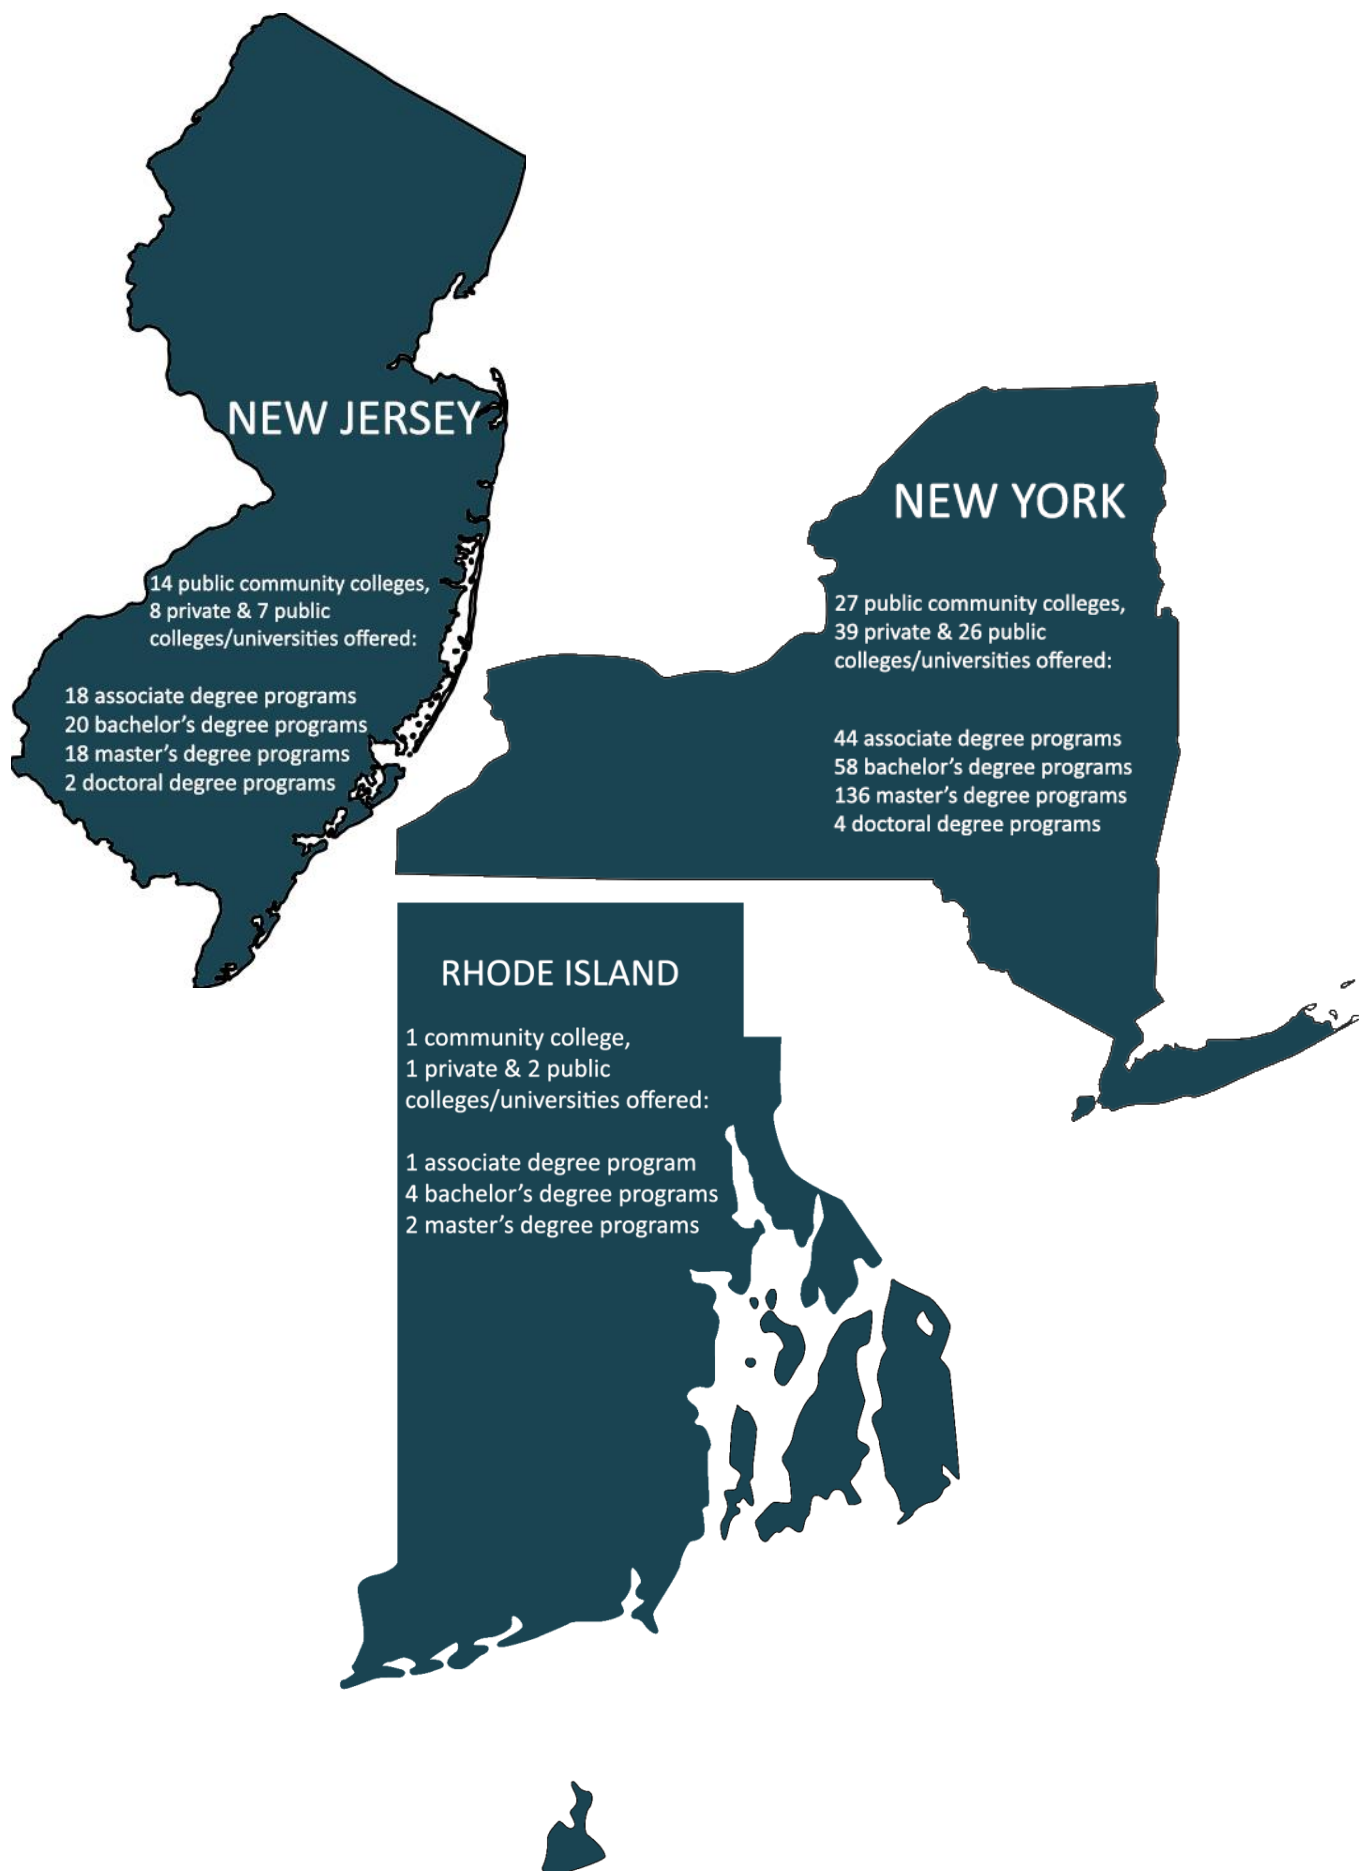 NEW JERSEY
14 public community colleges,
8 private & 7 public
colleges/universities offered:
18 associate degree programs
20 bachelor’s degree programs
18 master’s degree programs
2 doctoral degree programs
NEW YORK
27 public community colleges,
39 private & 26 public
colleges/universities offered:
44 associate degree programs
58 bachelor’s degree programs
136 master’s degree programs
4 doctoral degree programs
RHODE ISLAND
1 community college,
1 private & 2 public
colleges/universities offered:
1 associate degree program
4 bachelor’s degree programs
2 master’s degree programs